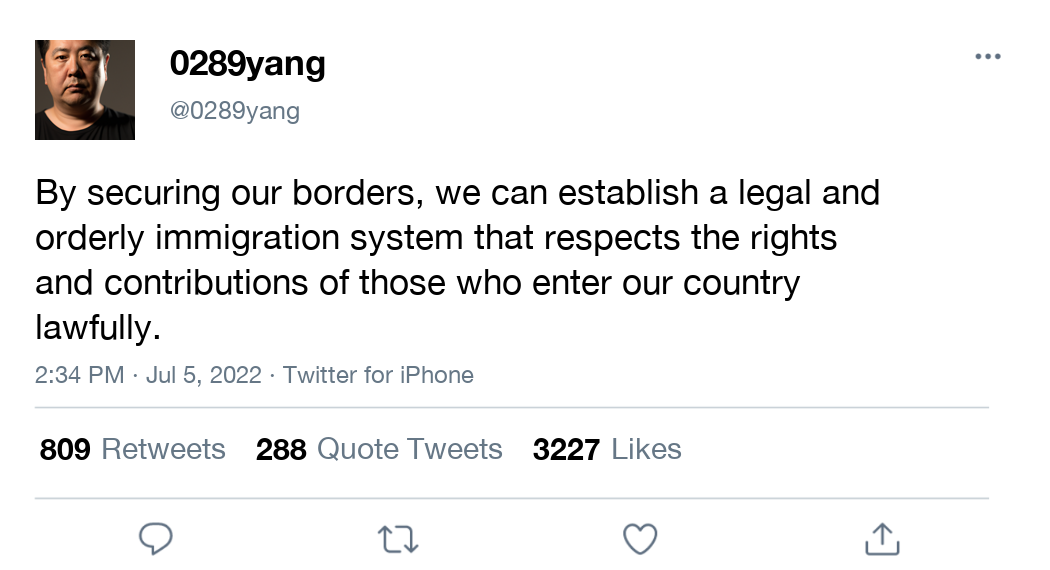 0289yang
@0289yang
By securing our borders, we can establish a legal and
orderly immigration system that respects the rights
and contributions of those who enter our country
lawfully.
2:34 PM · Jul 5, 2022 · Twitter for iPhone
809 Retweets 288 Quote Tweets 3227 Likes